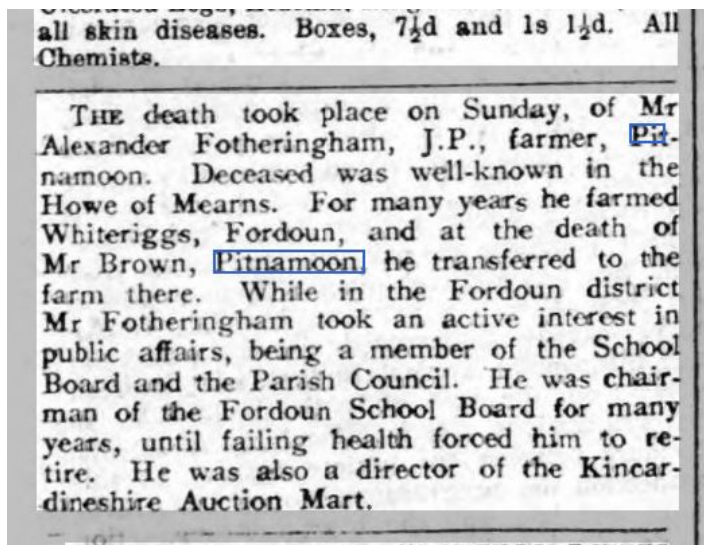 all skin diseases. Boxes, 7½d and 1s 1½d. All
Chemists.
THE death took place on Sunday, of Mr
Alexander Fotheringham, J.P., farmer, Pit-
namoon. Deceased was well-known in the
Howe of Mearns. For many years he farmed
Whiteriggs, Fordoun, and at the death of
Mr Brown, Pitnamoon, he transferred to the
farm there. While in the Fordoun district
Mr Fotheringham took an active interest in
public affairs, being a member of the School
Board and the Parish Council. He was chair-
man of the Fordoun School Board for many
years, until failing health forced him to re-
tire. He was also a director of the Kincar-
dineshire Auction Mart.